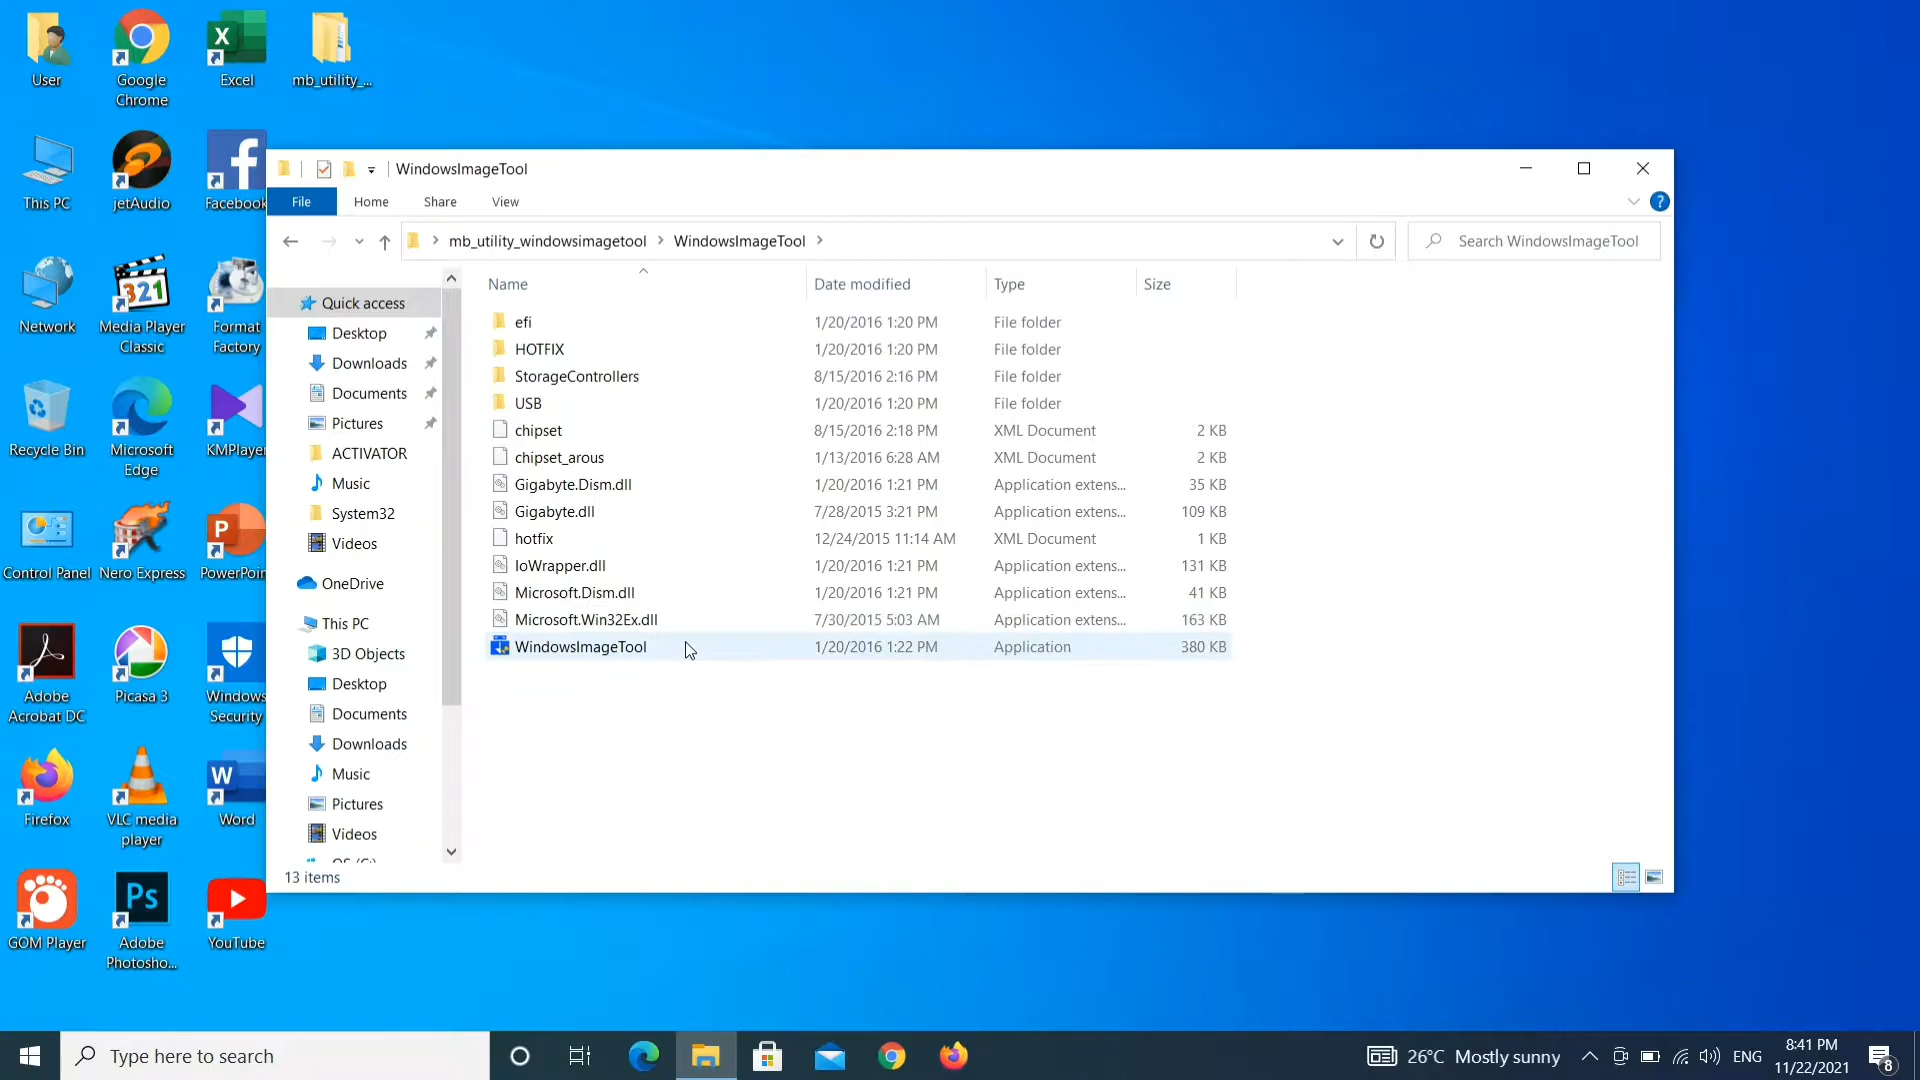 User
Google
Chrome
Excel
mb_utility_...
This PC
jetAudio
Facebook
Network
Media Player
Classic
Format
Factory
Recycle Bin
Microsoft
Edge
KMPlayer
Control Panel
Nero Express
PowerPoin
Adobe
Acrobat DC
Picasa 3
Windows
Security
Firefox
VLC media
player
Word
GOM Player
Adobe
Photosho...
YouTube
WindowsImageTool
File
Home
Share
View
mb_utility_windowsimagetool
WindowsImageTool
Search WindowsImageTool
Quick access
Desktop
Downloads
Documents
Pictures
ACTIVATOR
Music
System32
Videos
OneDrive
This PC
3D Objects
Desktop
Documents
Downloads
Music
Pictures
Videos
Name Date modified Type Size
efi 1/20/2016 1:20 PM File folder
HOTFIX 1/20/2016 1:20 PM File folder
StorageControllers 8/15/2016 2:16 PM File folder
USB 1/20/2016 1:20 PM File folder
chipset 8/15/2016 2:18 PM XML Document 2 KB
chipset_arous 1/13/2016 6:28 AM XML Document 2 KB
Gigabyte.Dism.dll 1/20/2016 1:21 PM Application extens... 35 KB
Gigabyte.dll 7/28/2015 3:21 PM Application extens... 109 KB
hotfix 12/24/2015 11:14 AM XML Document 1 KB
IoWrapper.dll 1/20/2016 1:21 PM Application extens... 131 KB
Microsoft.Dism.dll 1/20/2016 1:21 PM Application extens... 41 KB
Microsoft.Win32Ex.dll 7/30/2015 5:03 AM Application extens... 163 KB
WindowsImageTool 1/20/2016 1:22 PM Application 380 KB
13 items
Type here to search
26°C Mostly sunny
ENG
8:41 PM
11/22/2021
8